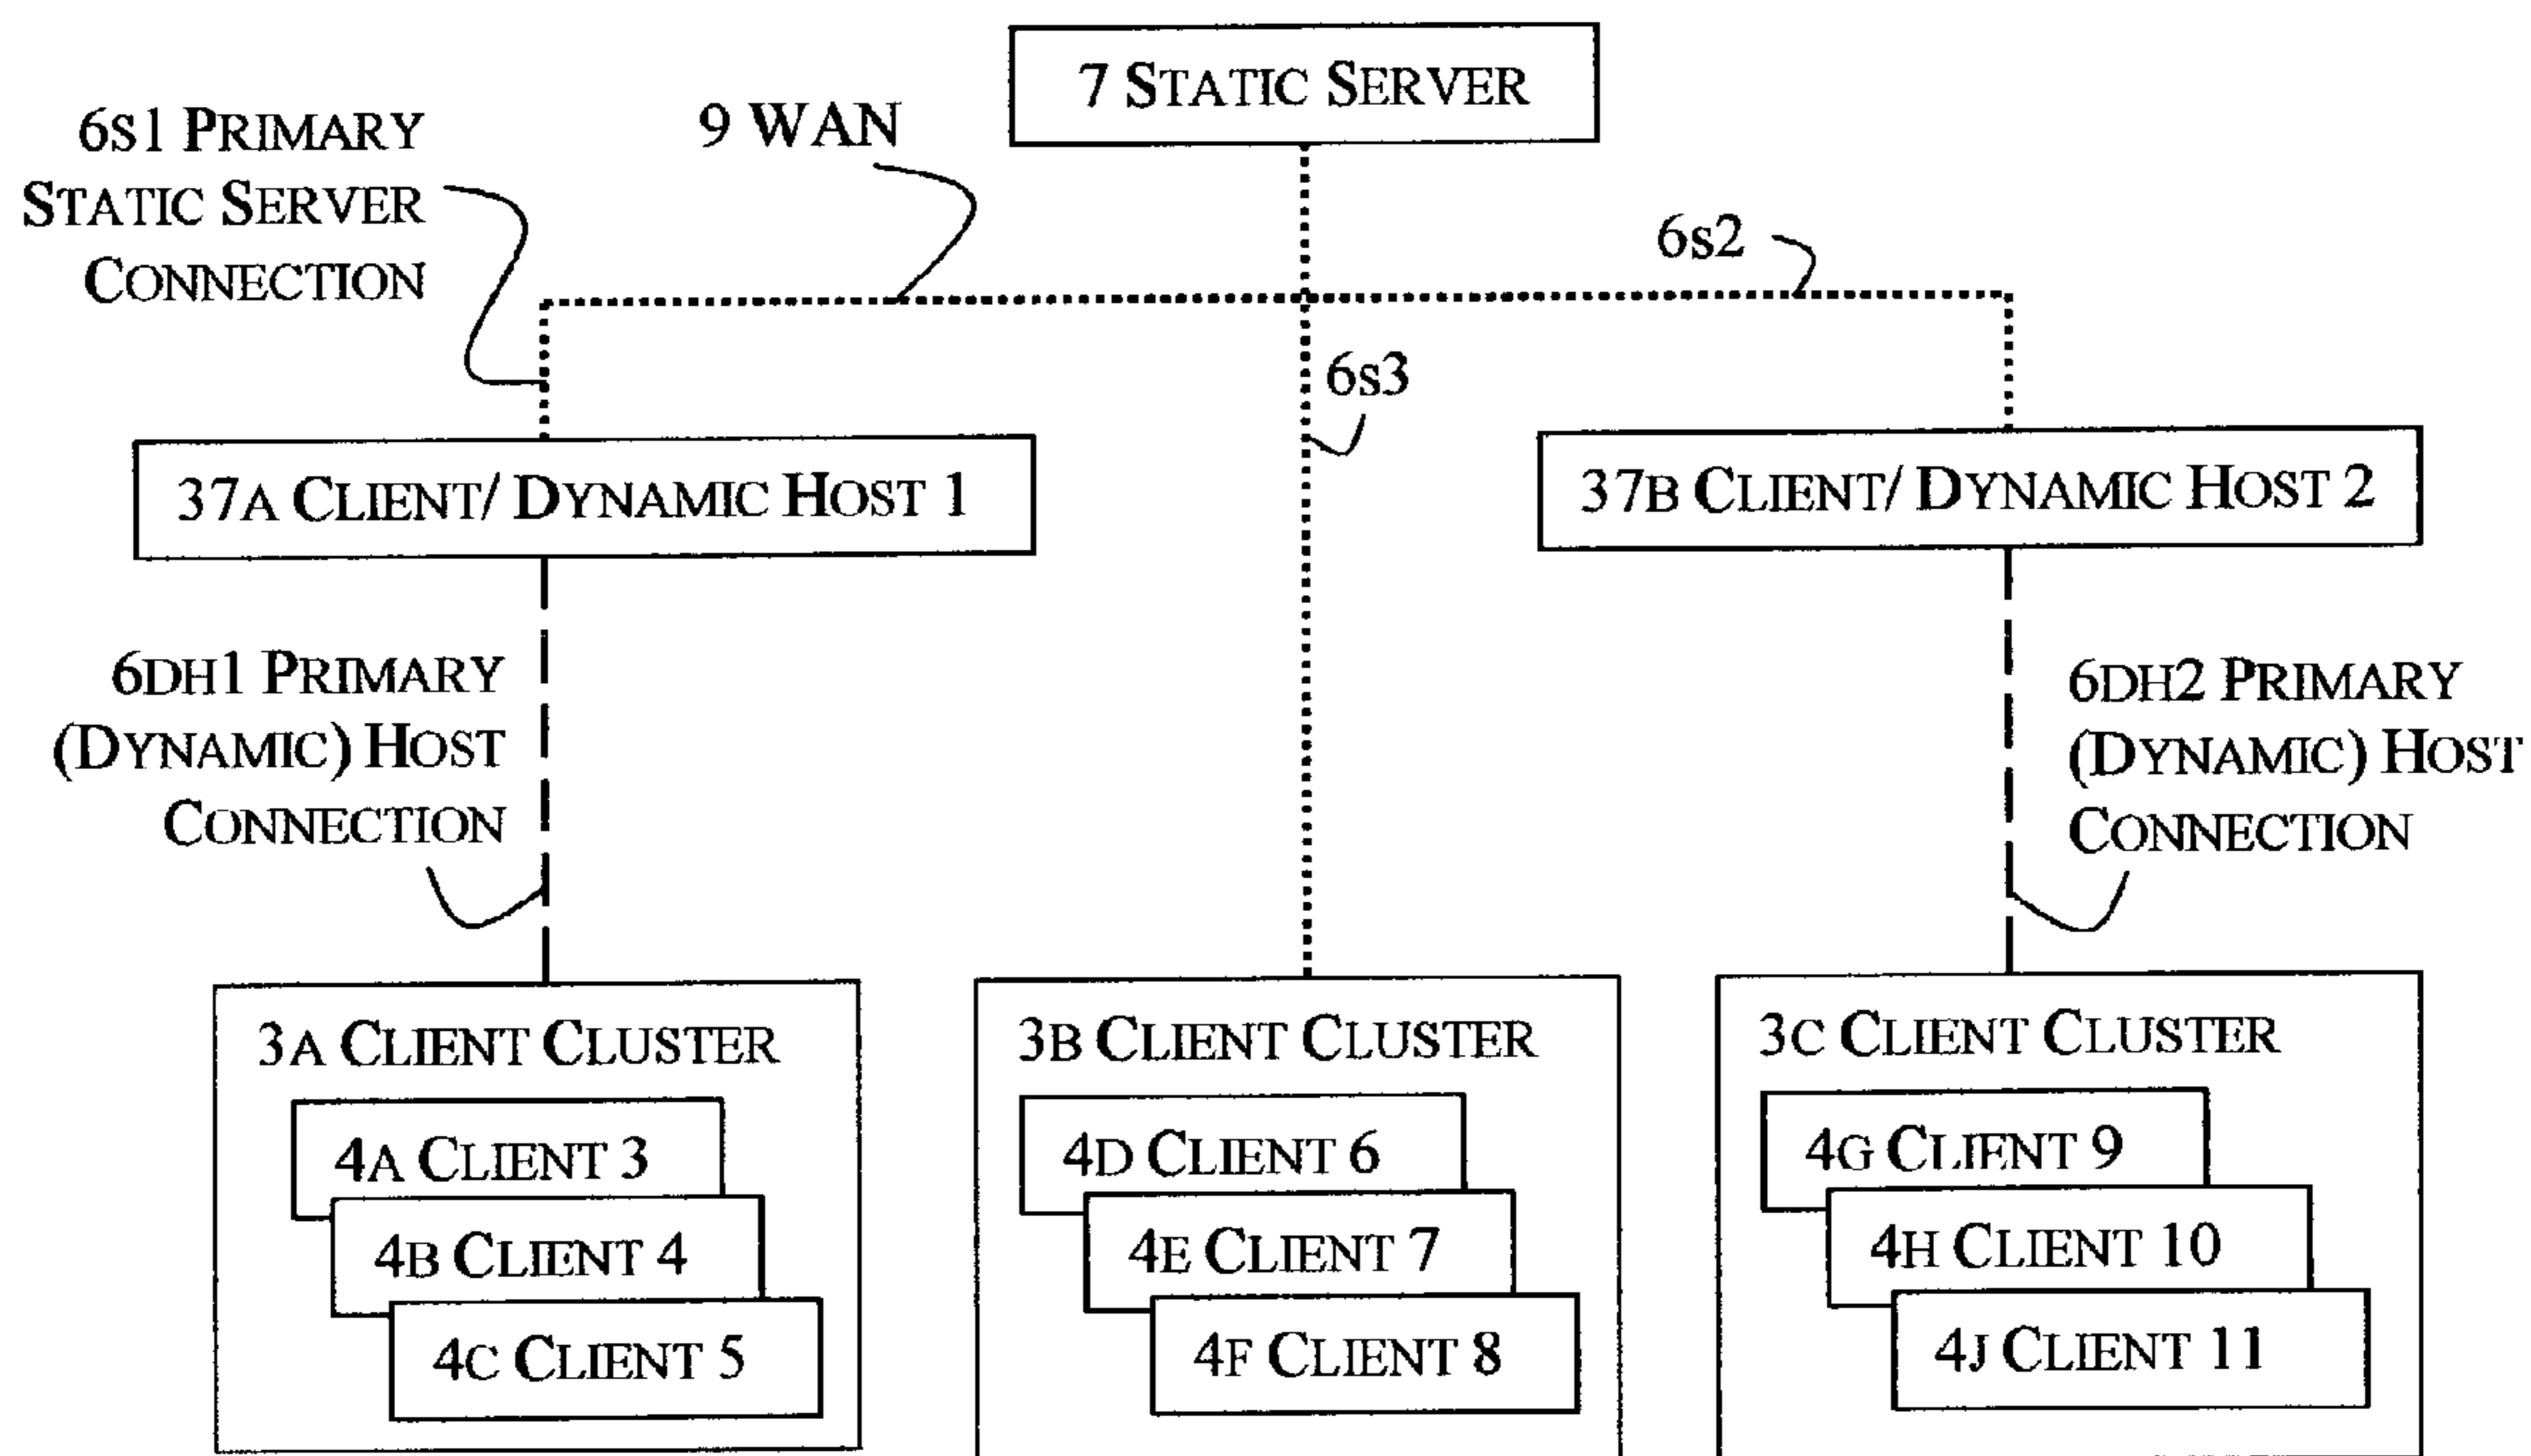 7 STATIC SERVER
6S1 PRIMARY
STATIC SERVER
CONNECTION
9 WAN
6s2
6s3
37A CLIENT/ DYNAMIC HOST 1
37B CLIENT/ DYNAMIC HOST 2
6DH1 PRIMARY
(DYNAMIC) HOST
CONNECTION
6DH2 PRIMARY
(DYNAMIC) HOST
CONNECTION
3A CLIENT CLUSTER
4A CLIENT 3
4B CLIENT 4
4C CLIENT 5
3B CLIENT CLUSTER
4D CLIENT 6
4E CLIENT 7
4F CLIENT 8
3C CLIENT CLUSTER
4G CLIENT 9
4H CLIENT 10
4J CLIENT 11